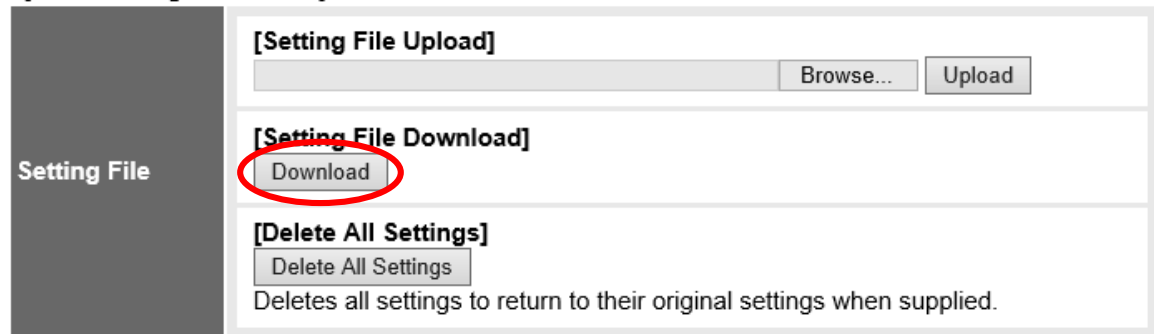 [Setting File Upload]
Browse... Upload
[Setting File Download]
Setting File
Download
[Delete All Settings]
Delete All Settings
Deletes all settings to return to their original settings when supplied.